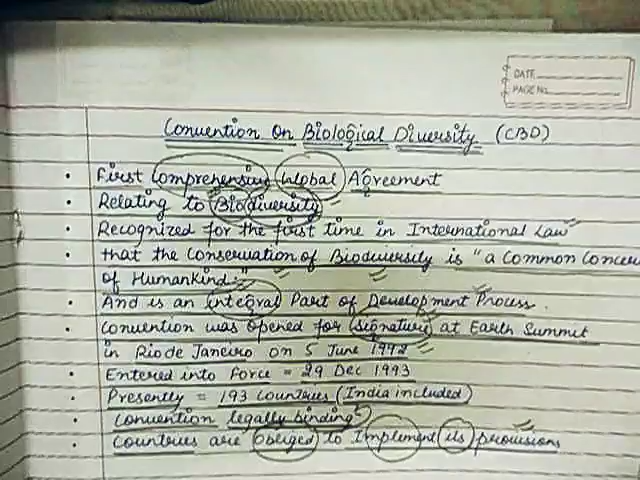 DATE
PAGE No.
Convention On Biological Diversity (CBD)
• First Comprehensing Global Agreement
• Relating to Biodiversity
• Recognized for the first time in International Law
• that the Conservation of Biodiversity is "a Common Concer
of Humankind."
• And is an integral Part of Development Process.
• Convention was opened for signature at Earth Summit
in Rio de Janeiro on 5 June 1992
• Entered into Force = 29 Dec 1993
• Presently = 193 Countries (India included)
• Convention legally binding
• Countries are Obliged to Implement its provisions